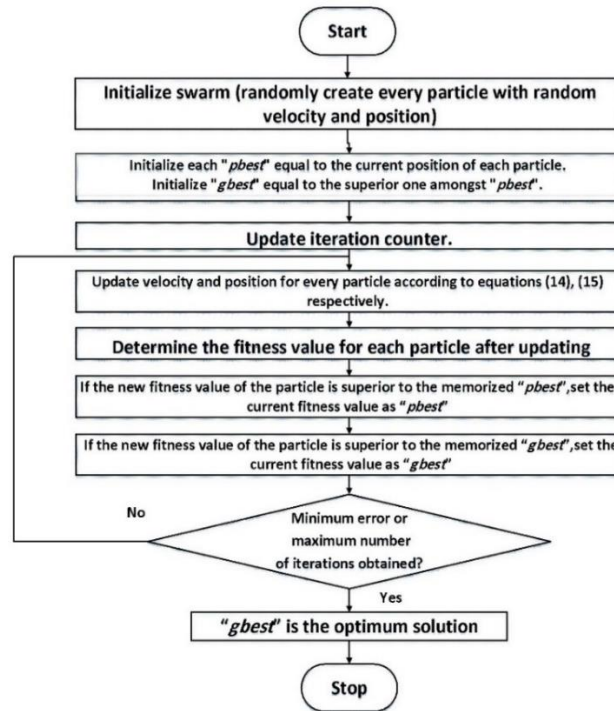 Start
Initialize swarm (randomly create every particle with random
velocity and position)
Initialize each "pbest" equal to the current position of each particle.
Initialize "gbest" equal to the superior one amongst "pbest".
Update iteration counter.
Update velocity and position for every particle according to equations (14), (15)
respectively.
Determine the fitness value for each particle after updating
If the new fitness value of the particle is superior to the memorized “pbest”,set the
current fitness value as “pbest”
If the new fitness value of the particle is superior to the memorized “gbest”,set the
current fitness value as “gbest”
No
Minimum error or
maximum number
of iterations obtained?
Yes
“gbest” is the optimum solution
Stop